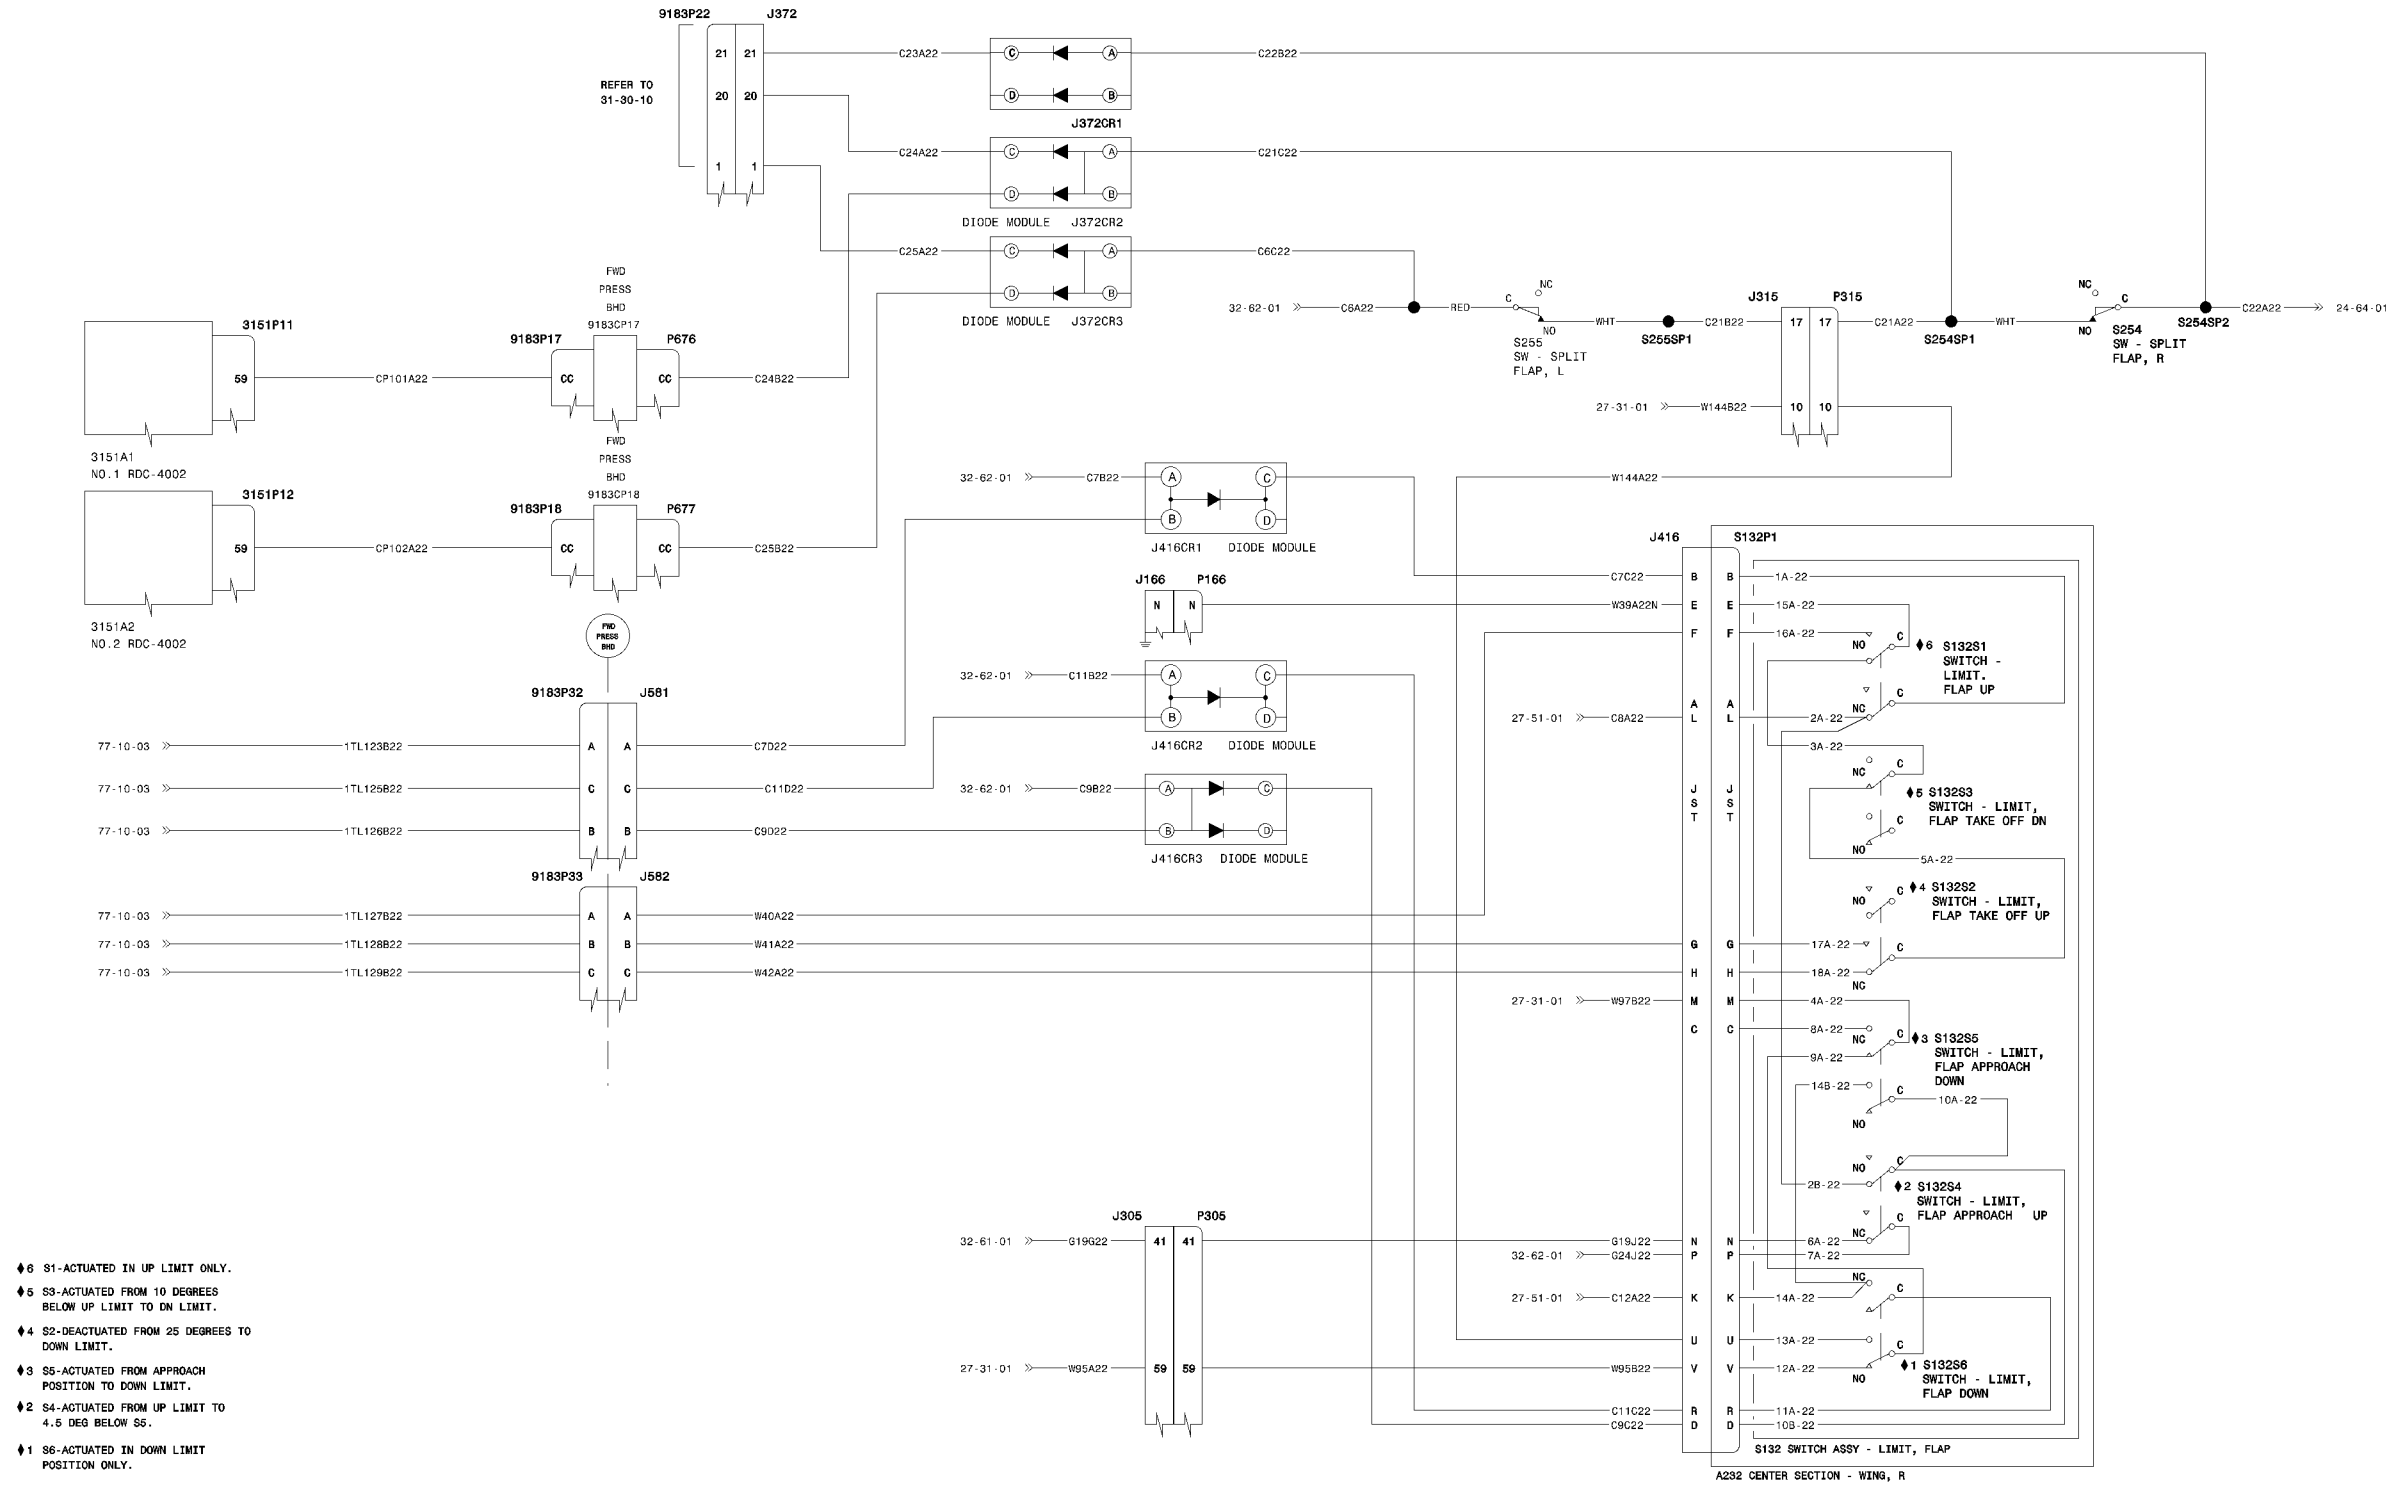 9183P22 J372
21 21 C23A22 C A C22B22
REFER TO
31-30-10
20 20 D B
J372CR1
1 1 C24A22 C A C21C22
D B
DIODE MODULE J372CR2
C25A22 C A C6C22
D B
DIODE MODULE J372CR3
FWD
PRESS
BHD
9183CP17
3151P11
9183P17 P676
59 CP101A22 CC CC C24B22
3151A1
NO.1 RDC-4002
FWD
PRESS
BHD
9183CP18
3151P12
9183P18 P677
59 CP102A22 CC CC C25B22
3151A2
NO.2 RDC-4002
32-62-01 C6A22 RED C NC
NO
S255
SW - SPLIT
FLAP, L
WHT
S255SP1
C21B22
J315 P315
17 17 C21A22
S254SP1
WHT
NC C
NO
S254
SW - SPLIT
FLAP, R
S254SP2
C22A22 24-64-01
27-31-01 W144B22 10 10
W144A22
32-62-01 C7B22 A C
B D
J416CR1 DIODE MODULE
J166 P166
N N
32-62-01 C11B22 A C
B D
J416CR2 DIODE MODULE
32-62-01 C9B22 A C
B D
J416CR3 DIODE MODULE
FWD
PRESS
BHD
9183P32 J581
77-10-03 1TL123B22 A A C7D22
77-10-03 1TL125B22 C C C11D22
77-10-03 1TL126B22 B B C9D22
9183P33 J582
77-10-03 1TL127B22 A A W40A22
77-10-03 1TL128B22 B B W41A22
77-10-03 1TL129B22 C C W42A22
J416 S132P1
C7C22 B B 1A-22
W39A22N E E 15A-22
F F 16A-22
NO C
6 S132S1
SWITCH -
LIMIT.
FLAP UP
A A
C
NC
27-51-01 C8A22 L L 2A-22
3A-22
NC C
J J
S S
T T
5 S132S3
SWITCH - LIMIT,
FLAP TAKE OFF DN
C
NO
5A-22
NO C
4 S132S2
SWITCH - LIMIT,
FLAP TAKE OFF UP
G G 17A-22 C
H H 18A-22
NC
27-31-01 W97B22 M M 4A-22
C C 8A-22
NC C
9A-22
3 S132S5
SWITCH - LIMIT,
FLAP APPROACH
DOWN
14B-22 C 10A-22
NO
NO C
2B-22
2 S132S4
SWITCH - LIMIT,
FLAP APPROACH UP
C
J305 P305
32-61-01 G19G22 41 41 G19J22 N N 6A-22 NC
32-62-01 G24J22 P P 7A-22
NC C
27-51-01 C12A22 K K 14A-22
U U 13A-22
C
27-31-01 W95A22 59 59 W95B22 V V 12A-22
NO
1 S132S6
SWITCH - LIMIT,
FLAP DOWN
C11C22 R R 11A-22
C9C22 D D 10B-22
S132 SWITCH ASSY - LIMIT, FLAP
A232 CENTER SECTION - WING, R
6 S1-ACTUATED IN UP LIMIT ONLY.
5 S3-ACTUATED FROM 10 DEGREES
BELOW UP LIMIT TO DN LIMIT.
4 S2-DEACTUATED FROM 25 DEGREES TO
DOWN LIMIT.
3 S5-ACTUATED FROM APPROACH
POSITION TO DOWN LIMIT.
2 S4-ACTUATED FROM UP LIMIT TO
4.5 DEG BELOW S5.
1 S6-ACTUATED IN DOWN LIMIT
POSITION ONLY.